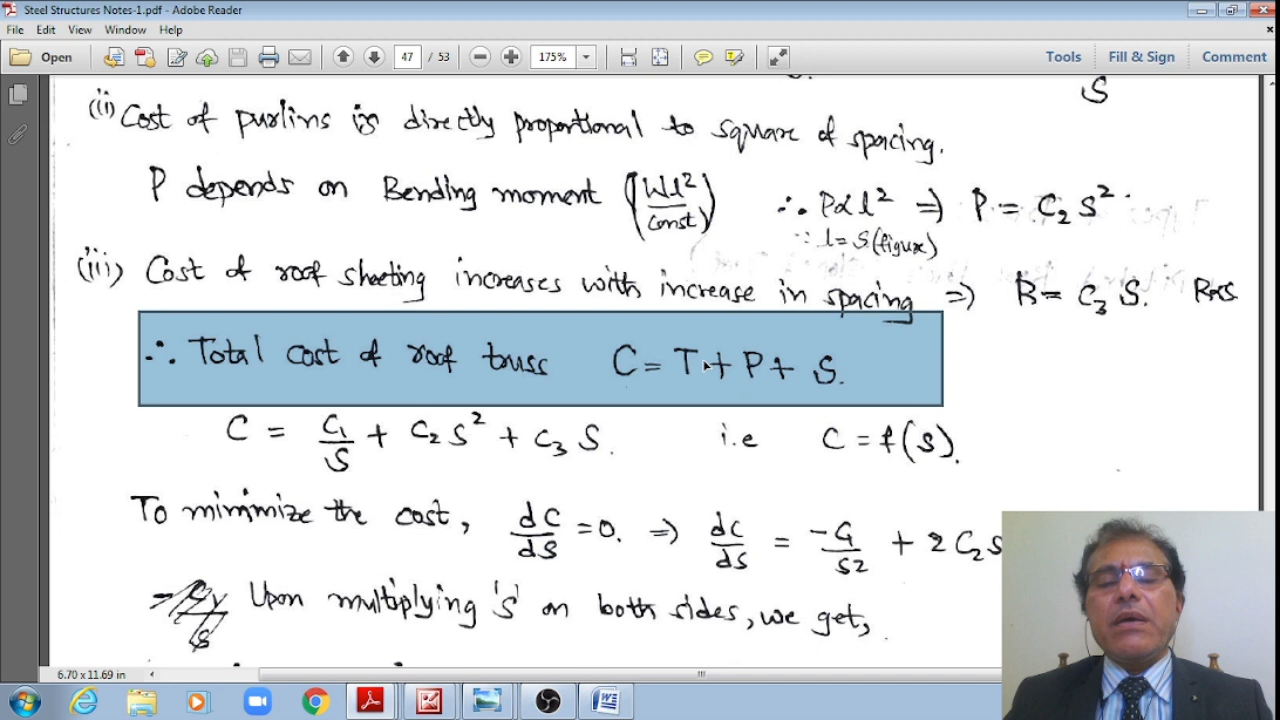 Steel Structures Notes-1.pdf - Adobe Reader
File Edit View Window Help
Open 47 / 53 175% Tools Fill & Sign Comment
S
(ii) Cost of purlins is directly proportional to square of spacing.
P depends on Bending moment (Wl²/const) ∴ P∝l² ⇒ P = C₂ S².
∵ l = S (figure)
(iii) Cost of roof sheeting increases with increase in spacing ⇒ R = C₃ S. R∝S
∴ Total cost of roof truss C = T + P + S.
C = C₁/S + C₂S² + C₃ S. i.e C = f(S).
To minimize the cost, dC/dS = 0. ⇒ dC/dS = -C₁/S2 + 2 C₂S
Upon multiplying 'S' on both sides, we get,
6.70 x 11.69 in